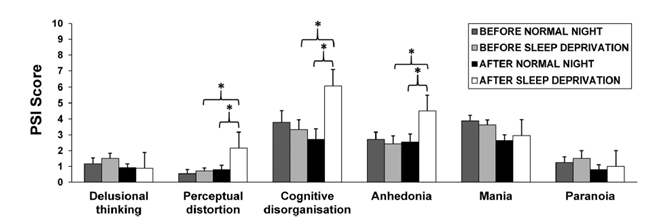 PSI Score
10
9
8
7
6
5
4
3
2
1
0
* * * * * *
BEFORE NORMAL NIGHT
BEFORE SLEEP DEPRIVATION
AFTER NORMAL NIGHT
AFTER SLEEP DEPRIVATION
Delusional
thinking
Perceptual
distortion
Cognitive
disorganisation
Anhedonia
Mania
Paranoia